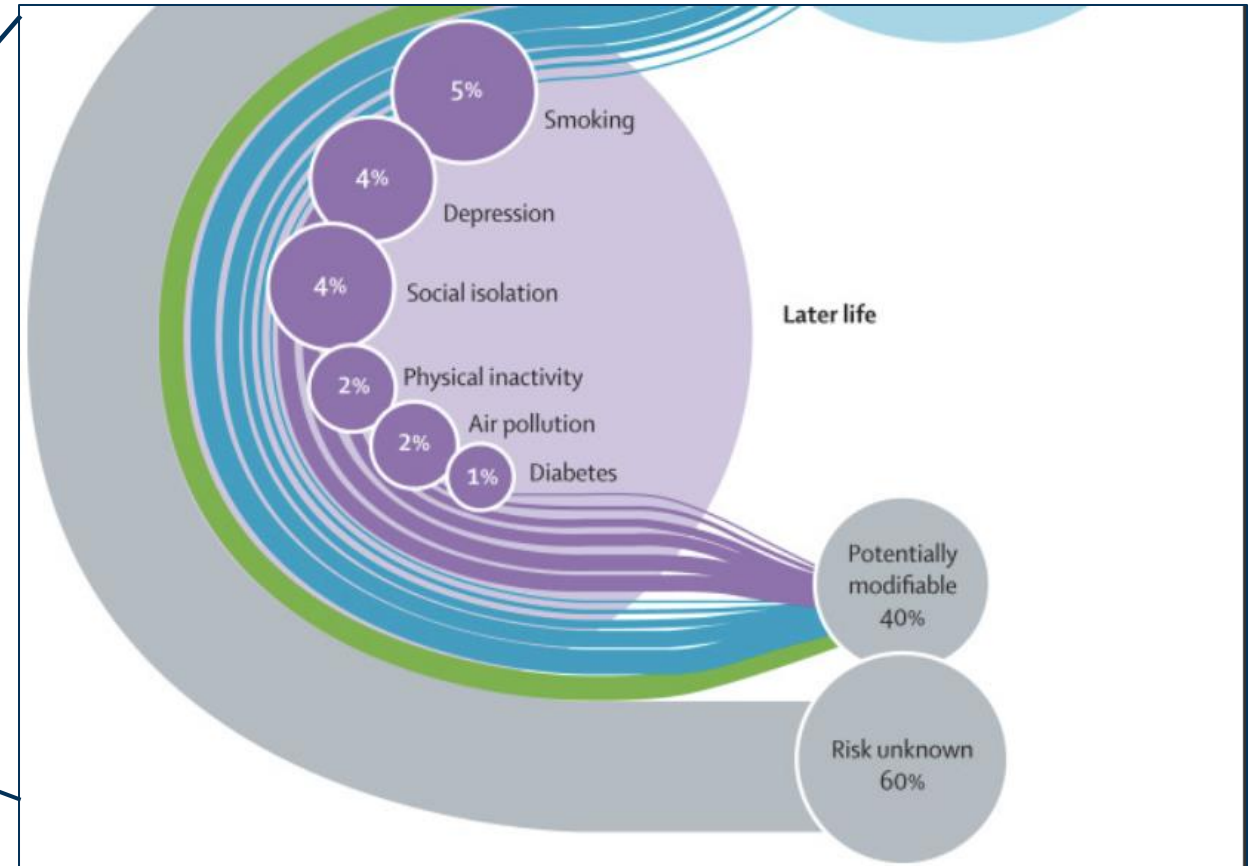 5%
Smoking
4%
Depression
4%
Social isolation
Later life
2%
Physical inactivity
2%
Air pollution
1%
Diabetes
Potentially
modifiable
40%
Risk unknown
60%